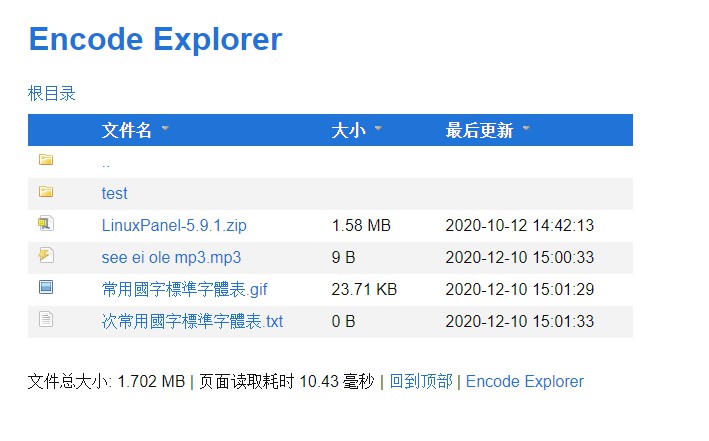 Encode Explorer
根目录
文件名 大小 最后更新
..
test
LinuxPanel-5.9.1.zip 1.58 MB 2020-10-12 14:42:13
see ei ole mp3.mp3 9 B 2020-12-10 15:00:33
常用國字標準字體表.gif 23.71 KB 2020-12-10 15:01:29
次常用國字標準字體表.txt 0 B 2020-12-10 15:01:33
文件总大小: 1.702 MB | 页面读取耗时 10.43 毫秒 | 回到顶部 | Encode Explorer